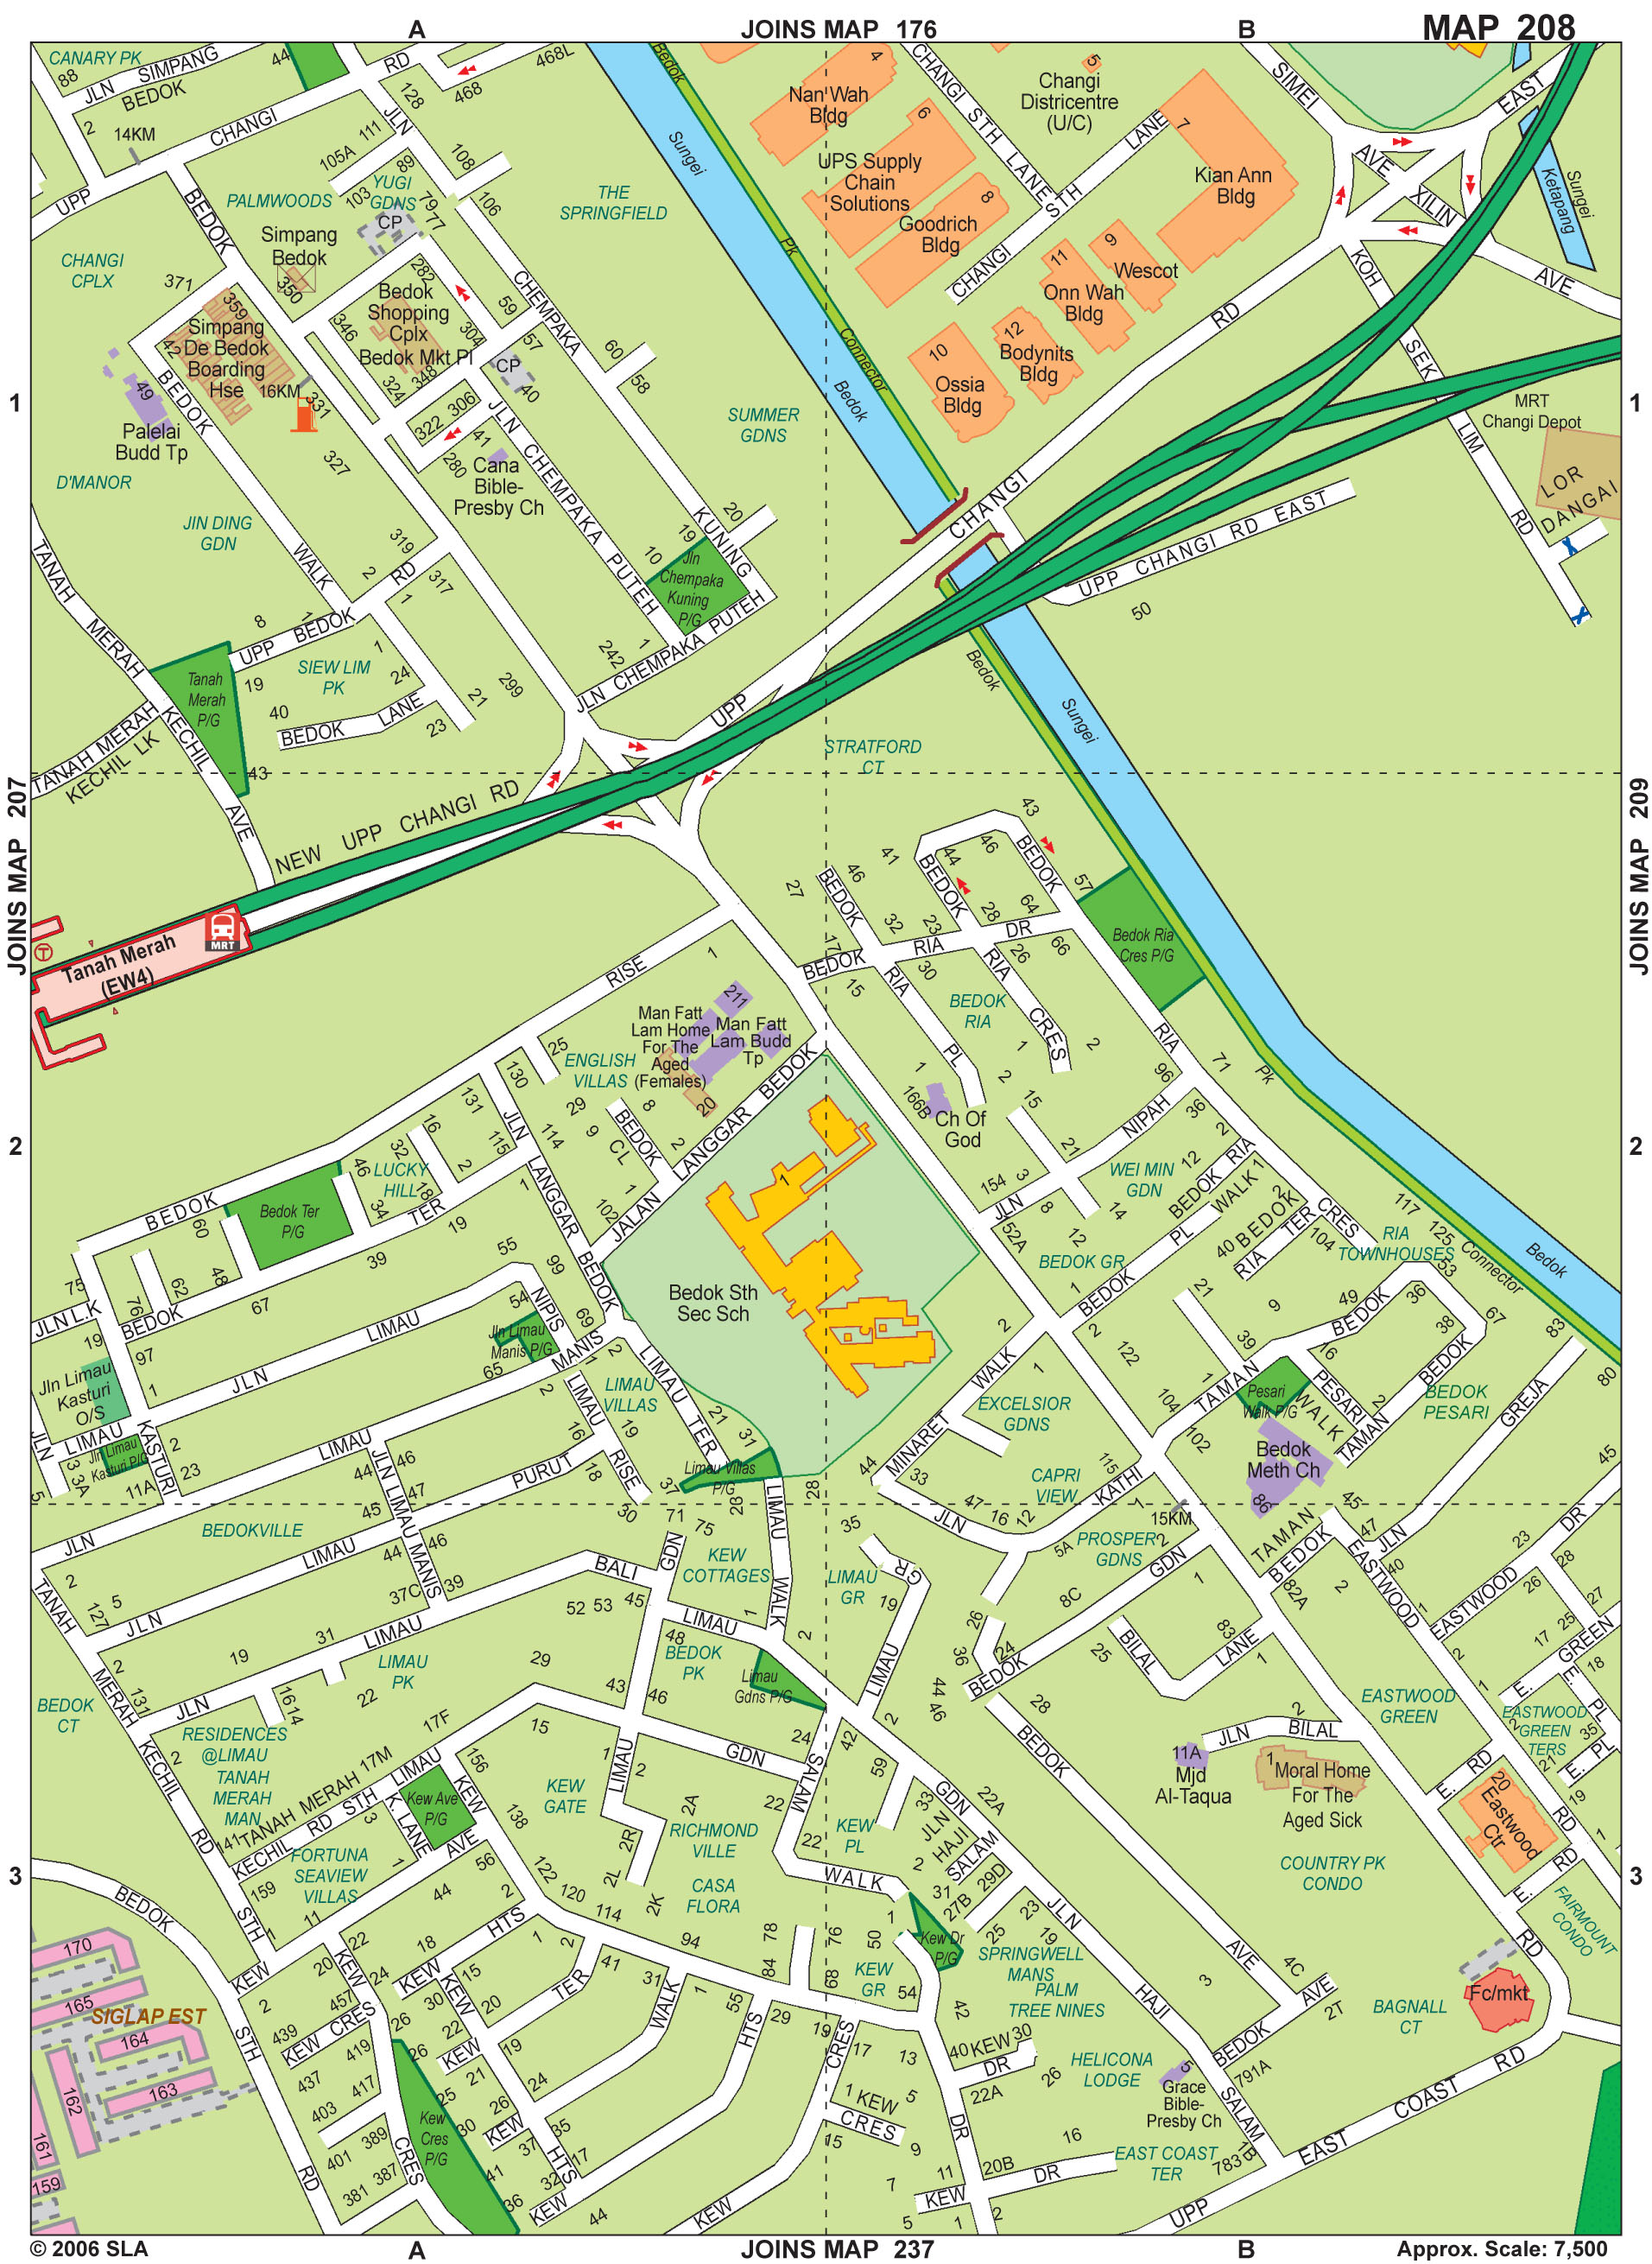 A
JOINS MAP 176
B
MAP 208
CANARY PK
88
JLN SIMPANG
BEDOK
44
RD
468L
468
128
JLN
2
14KM
CHANGI
111
105A
89
108
UPP
BEDOK
PALMWOODS
103
YUGI
GDNS
79
77
106
CP
THE
SPRINGFIELD
Simpang
Bedok
350
CHANGI
CPLX
371
359
Simpang
De Bedok
Boarding
Hse
42
16KM
331
346
Bedok
Shopping
Cplx
Bedok Mkt Pl
282
304
324
348
59
57
CHEMPAKA
60
58
CP
40
322
306
41
280
Cana
Bible-
Presby Ch
49
Palelai
Budd Tp
BEDOK
WALK
327
D'MANOR
JIN DING
GDN
319
317
SUMMER
GDNS
JLN CHEMPAKA PUTEH
KUNING
20
19
10
Jln
Chempaka
Kuning
P/G
JLN CHEMPAKA PUTEH
242
1
TANAH MERAH KECHIL AVE
2
RD
1
8
1
UPP BEDOK
SIEW LIM
PK
1
24
19
40
BEDOK LANE
23
21
299
Tanah
Merah
P/G
TANAH MERAH
KECHIL LK
43
NEW UPP CHANGI RD
UPP
CHANGI
RD
Bedok
Pk
Connector
Sungei
Bedok
Nan Wah
Bldg
4
6
UPS Supply
Chain
Solutions
8
Goodrich
Bldg
CHANGI STH LANE
5
Changi
Districentre
(U/C)
CHANGI STH LANE
7
Kian Ann
Bldg
11
9
Wescot
Onn Wah
Bldg
10
12
Bodynits
Bldg
Ossia
Bldg
SIMEI
EAST
AVE
XILIN
AVE
Sungei
Ketapang
KOH SEK LIM RD
MRT
Changi Depot
LOR
DANGAI
UPP CHANGI RD EAST
50
1
1
STRATFORD
CT
Bedok
Sungei
JOINS MAP 207
JOINS MAP 209
MRT
Tanah Merah
(EW4)
27
BEDOK
46
41
44
46
43
BEDOK
57
BEDOK
32
23
28
64
17
BEDOK RIA DR
66
26
30
15
RIA
RIA
Bedok Ria
Cres P/G
BEDOK
RIA
CRES
PL
1
2
1
2
RIA
71
96
Pk
RISE
1
Man Fatt
Lam Home
For The
Aged
(Females)
211
Man Fatt
Lam Budd
Tp
20
ENGLISH
VILLAS
25
130
131
JLN
29
9
8
BEDOK
CL
2
1
102
JALAN LANGGAR BEDOK
166B
Ch Of
God
15
21
NIPAH
36
2
154
3
JLN
8
14
WEI MIN
GDN
12
BEDOK RIA
WALK
1
2
2
2
16
32
115
114
LANGGAR
BEDOK
46
LUCKY
HILL
34
18
2
1
TER
19
Bedok Ter
P/G
BEDOK
60
39
55
99
48
62
76
67
75
JLN L.K
BEDOK
19
97
JLN LIMAU
NIPIS
54
Jln Limau
Manis P/G
65
MANIS
69
1
2
LIMAU TER
Bedok Sth
Sec Sch
1
152A
12
BEDOK GR
1
BEDOK PL
40
BEDOK
RIA TER
104
CRES
117
125
RIA
TOWNHOUSES
53
Connector
Bedok
21
9
49
BEDOK
36
38
67
83
80
2
122
39
16
1
TAMAN
Pesari
Walk P/G
PESARI
WALK
2
TAMAN BEDOK
BEDOK
PESARI
GREJA
2
WALK
1
EXCELSIOR
GDNS
104
102
Bedok
Meth Ch
86
MINARET
44
33
CAPRI
VIEW
115
KATHI
45
Jln Limau
Kasturi
O/S
1
JLN LIMAU
3
3A
5
Jln Limau
Kasturi P/G
KASTURI
2
23
11A
LIMAU
44
46
JLN LIMAU MANIS
47
45
PURUT
2
LIMAU RISE
LIMAU
VILLAS
16
19
18
21
31
37
30
Limau Villas
P/G
28
28
LIMAU WALK
71
75
GDN
35
47
16
12
JLN
1
15KM
PROSPER
GDNS
5A
2
TAMAN
BEDOK
45
47
JLN
40
EASTWOOD
DR
23
28
BEDOKVILLE
JLN
LIMAU
44
46
37C
39
BALI
KEW
COTTAGES
LIMAU
GR
GR
19
8C
GDN
1
82A
2
1
EASTWOOD
26
27
25
17
GREEN
2
5
127
TANAH MERAH KECHIL RD STH
JLN
LIMAU
31
19
52
53
45
LIMAU
1
2
48
BEDOK
PK
LIMAU
26
36
24
BEDOK
25
BILAL
LANE
83
1
2
1
E.
18
E. PL
35
BEDOK
CT
2
131
JLN
16
14
22
LIMAU
PK
29
43
46
Limau
Gdns P/G
44
46
28
2
EASTWOOD
GREEN
EASTWOOD
GREEN
TERS
2
21
E. PL
19
RESIDENCES
@LIMAU
TANAH
MERAH
MAN
2
17F
17M
15
24
42
2
BEDOK
JLN BILAL
11A
Mjd
Al-Taqua
1
Moral Home
For The
Aged Sick
E. RD
20
Eastwood
Ctr
RD
1
141
TANAH MERAH
KECHIL RD STH
LIMAU
156
K. LANE
3
1
Kew Ave
P/G
KEW
AVE
138
KEW
GATE
LIMAU
1
2
GDN
SALAM
59
2A
22
RICHMOND
VILLE
22
KEW
PL
33
GDN
22A
JLN
HAJI
SALAM
2
COUNTRY PK
CONDO
E. RD
FAIRMOUNT
CONDO
3
3
FORTUNA
SEAVIEW
VILLAS
159
11
1
56
44
122
120
2R
2L
2K
CASA
FLORA
WALK
31
27B
29D
JLN
BEDOK
170
165
SIGLAP EST
164
163
162
161
159
KEW
22
20
18
2
HTS
1
2
114
94
78
76
1
50
Kew Dr
P/G
25
23
19
SPRINGWELL
MANS
PALM
TREE NINES
HAJI
AVE
4C
3
AVE
2T
BEDOK
RD
Fc/mkt
BAGNALL
CT
2
24
KEW
15
41
31
84
68
KEW
GR
54
42
439
KEW CRES
457
26
30
22
20
TER
WALK
1
55
29
19
CRES
17
40
KEW
30
DR
HELICONA
LODGE
5
Grace
Bible-
Presby Ch
791A
SALAM
437
419
417
26
KEW
21
19
HTS
13
22A
26
403
401
389
387
381
CRES
Kew
Cres
P/G
25
30
41
36
26
24
KEW
37
35
17
32
HTS
KEW
44
1
5
KEW
CRES
15
9
7
11
DR
20B
DR
16
EAST COAST
TER
783B
1B
EAST COAST RD
KEW
KEW
5
1
2
UPP
STH
RD
© 2006 SLA
A
JOINS MAP 237
B
Approx. Scale: 7,500